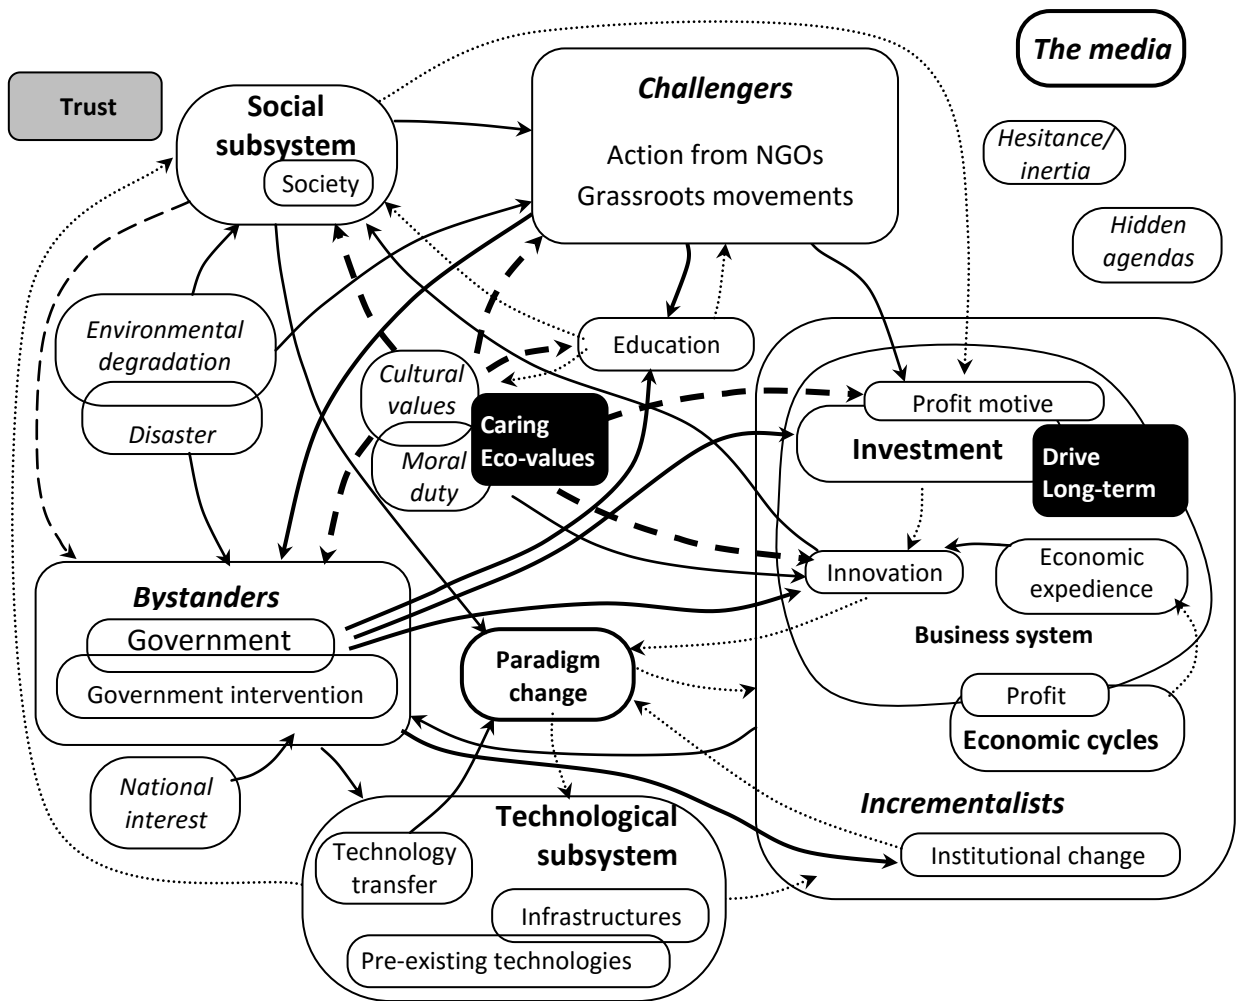 The media
Trust
Social
subsystem
Society
Challengers
Action from NGOs
Grassroots movements
Hesitance/
inertia
Hidden
agendas
Environmental
degradation
Disaster
Education
Cultural
values
Moral
duty
Caring
Eco-values
Profit motive
Investment
Drive
Long-term
Innovation
Economic
expedience
Business system
Bystanders
Government
Government intervention
Paradigm
change
Profit
Economic cycles
National
interest
Incrementalists
Institutional change
Technological
subsystem
Technology
transfer
Infrastructures
Pre-existing technologies